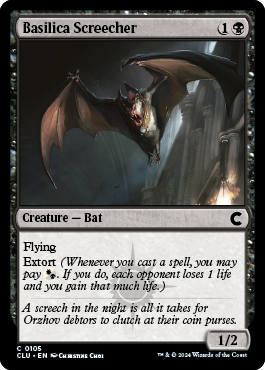 Basilica Screecher 1
Creature — Bat
Flying
Extort (Whenever you cast a spell, you may
pay . If you do, each opponent loses 1 life
and you gain that much life.)
A screech in the night is all it takes for
Orzhov debtors to clutch at their coin purses.
1/2
C 0105
CLU • EN Christine Choi
™ & © 2024 Wizards of the Coast